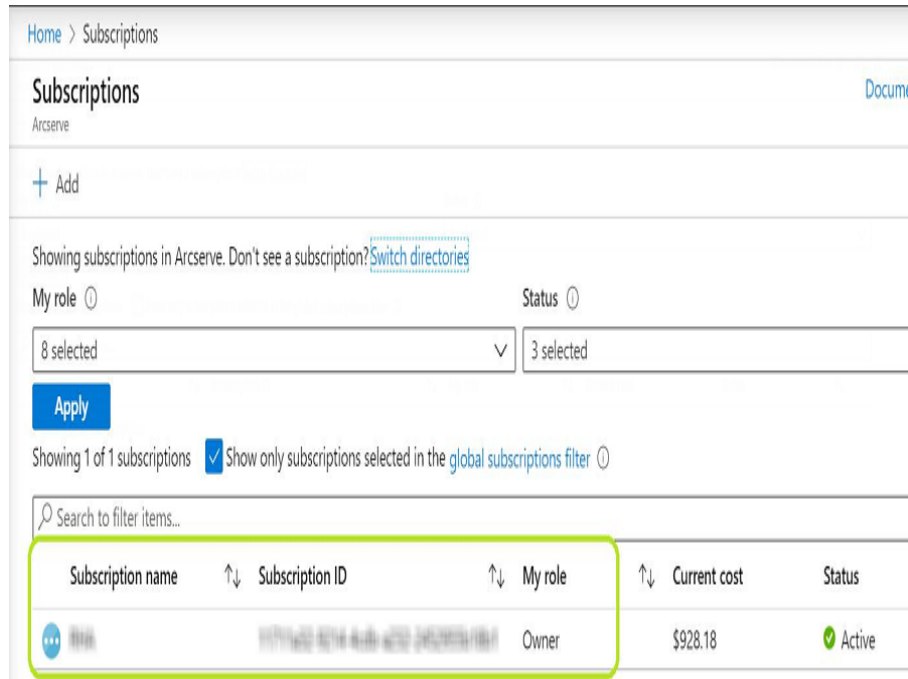 Home > Subscriptions
Subscriptions
Docume
Arcserve
+ Add
Showing subscriptions in Arcserve. Don't see a subscription? Switch directories
My role
Status
8 selected
3 selected
Apply
Showing 1 of 1 subscriptions Show only subscriptions selected in the global subscriptions filter
Search to filter items...
Subscription name Subscription ID My role Current cost Status
Owner $928.18 Active